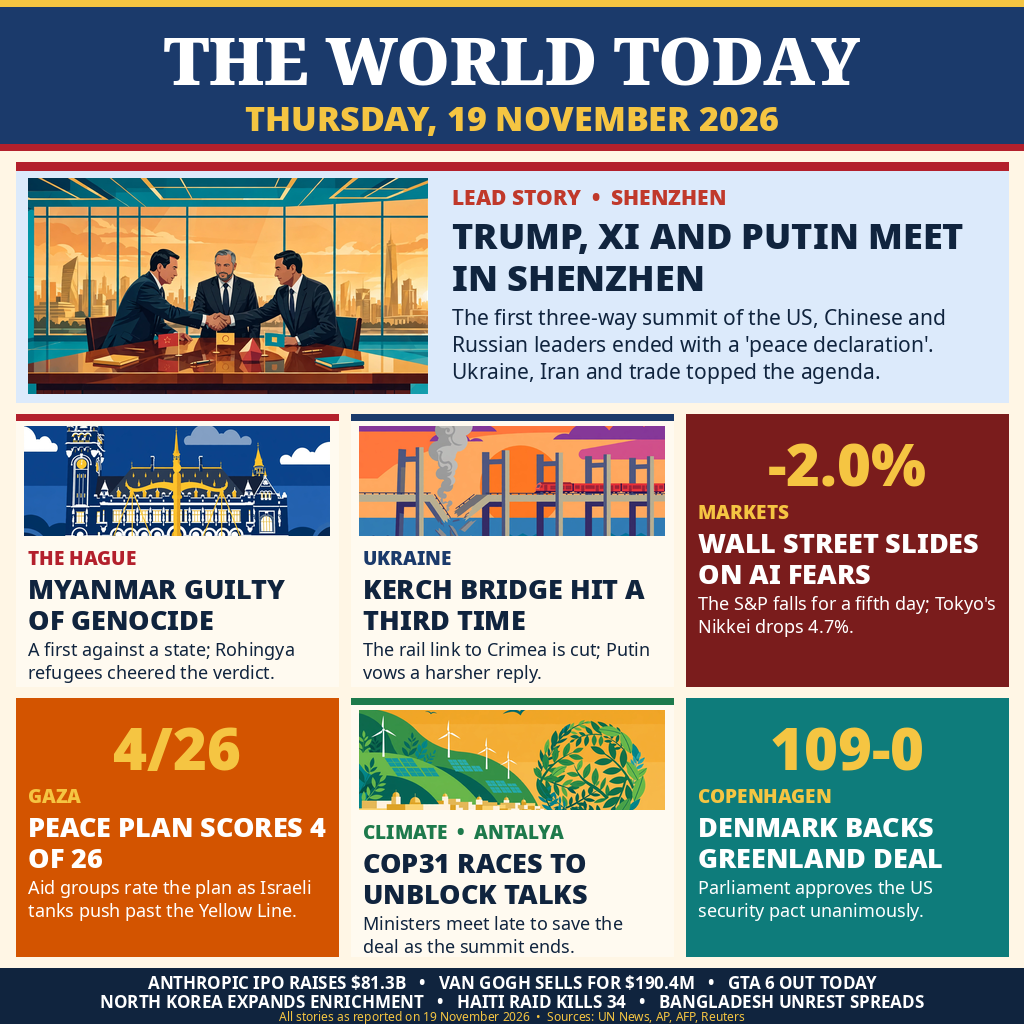 THE WORLD TODAY
THURSDAY, 19 NOVEMBER 2026
LEAD STORY • SHENZHEN
TRUMP, XI AND PUTIN MEET
IN SHENZHEN
The first three-way summit of the US, Chinese and
Russian leaders ended with a 'peace declaration'.
Ukraine, Iran and trade topped the agenda.
THE HAGUE
MYANMAR GUILTY
OF GENOCIDE
A first against a state; Rohingya
refugees cheered the verdict.
UKRAINE
KERCH BRIDGE HIT A
THIRD TIME
The rail link to Crimea is cut; Putin
vows a harsher reply.
-2.0%
MARKETS
WALL STREET SLIDES
ON AI FEARS
The S&P falls for a fifth day; Tokyo's
Nikkei drops 4.7%.
4/26
GAZA
PEACE PLAN SCORES 4
OF 26
Aid groups rate the plan as Israeli
tanks push past the Yellow Line.
CLIMATE • ANTALYA
COP31 RACES TO
UNBLOCK TALKS
Ministers meet late to save the
deal as the summit ends.
109-0
COPENHAGEN
DENMARK BACKS
GREENLAND DEAL
Parliament approves the US
security pact unanimously.
ANTHROPIC IPO RAISES $81.3B • VAN GOGH SELLS FOR $190.4M • GTA 6 OUT TODAY
NORTH KOREA EXPANDS ENRICHMENT • HAITI RAID KILLS 34 • BANGLADESH UNREST SPREADS
All stories as reported on 19 November 2026 • Sources: UN News, AP, AFP, Reuters